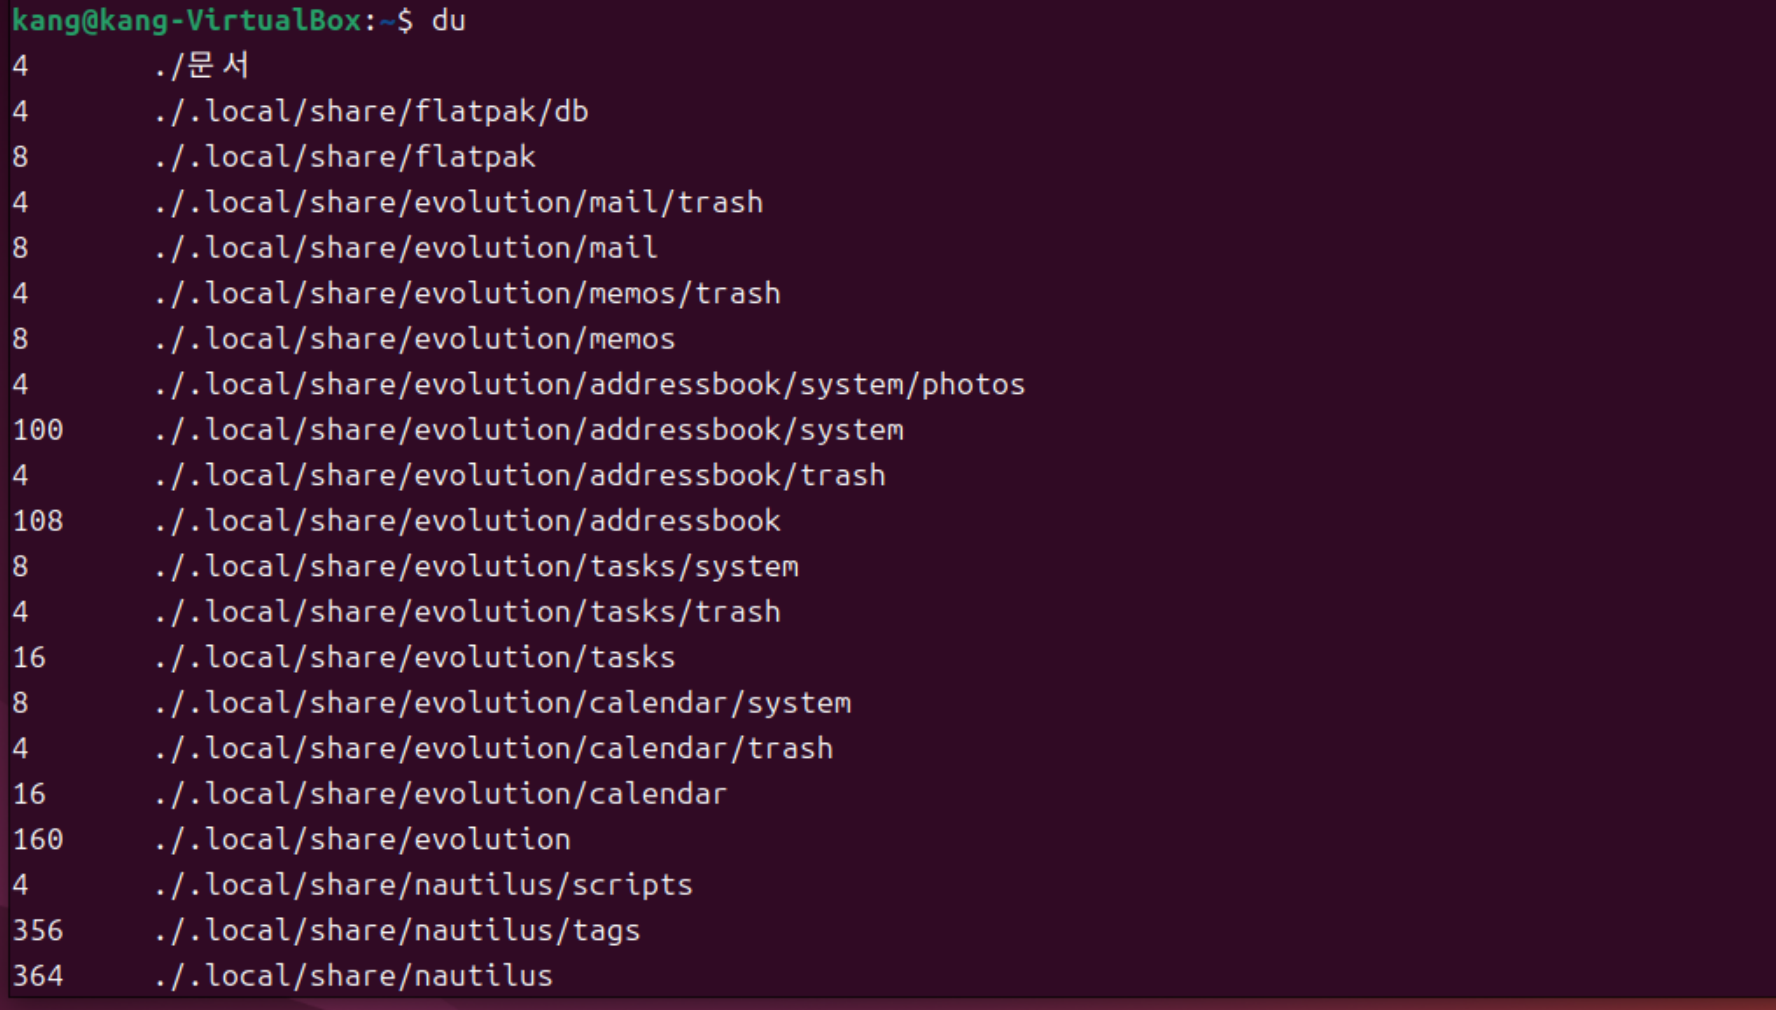 kang@kang-VirtualBox:~$ du
4 ./문서
4 ./.local/share/flatpak/db
8 ./.local/share/flatpak
4 ./.local/share/evolution/mail/trash
8 ./.local/share/evolution/mail
4 ./.local/share/evolution/memos/trash
8 ./.local/share/evolution/memos
4 ./.local/share/evolution/addressbook/system/photos
100 ./.local/share/evolution/addressbook/system
4 ./.local/share/evolution/addressbook/trash
108 ./.local/share/evolution/addressbook
8 ./.local/share/evolution/tasks/system
4 ./.local/share/evolution/tasks/trash
16 ./.local/share/evolution/tasks
8 ./.local/share/evolution/calendar/system
4 ./.local/share/evolution/calendar/trash
16 ./.local/share/evolution/calendar
160 ./.local/share/evolution
4 ./.local/share/nautilus/scripts
356 ./.local/share/nautilus/tags
364 ./.local/share/nautilus